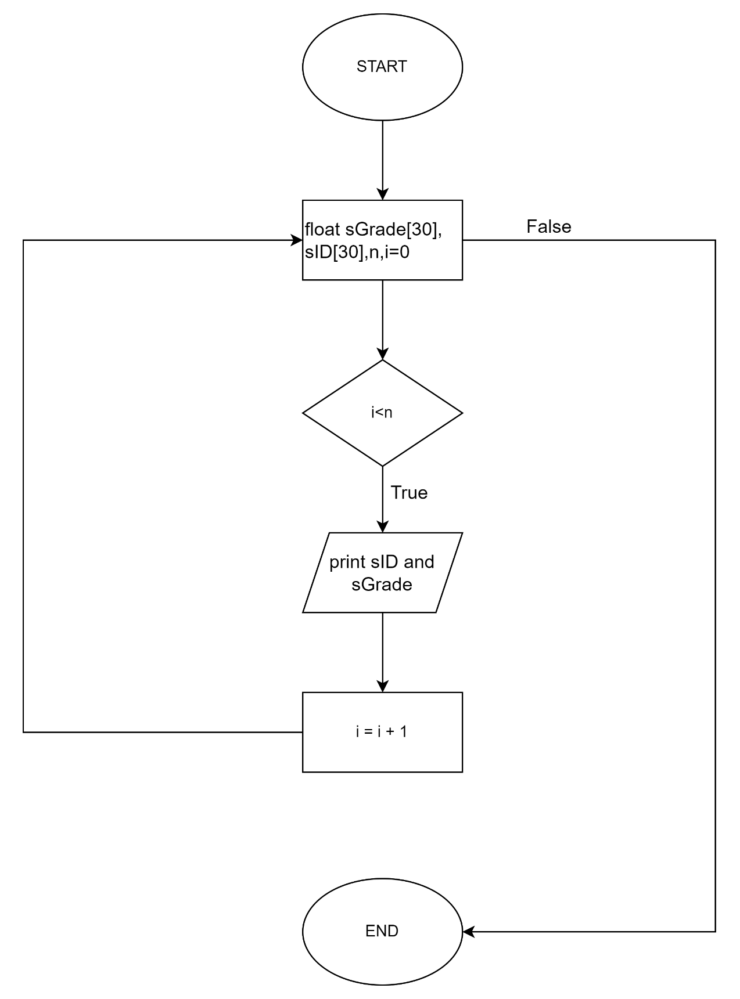 START
float sGrade[30],
sID[30],n,i=0
False
i<n
True
print sID and
sGrade
i = i + 1
END